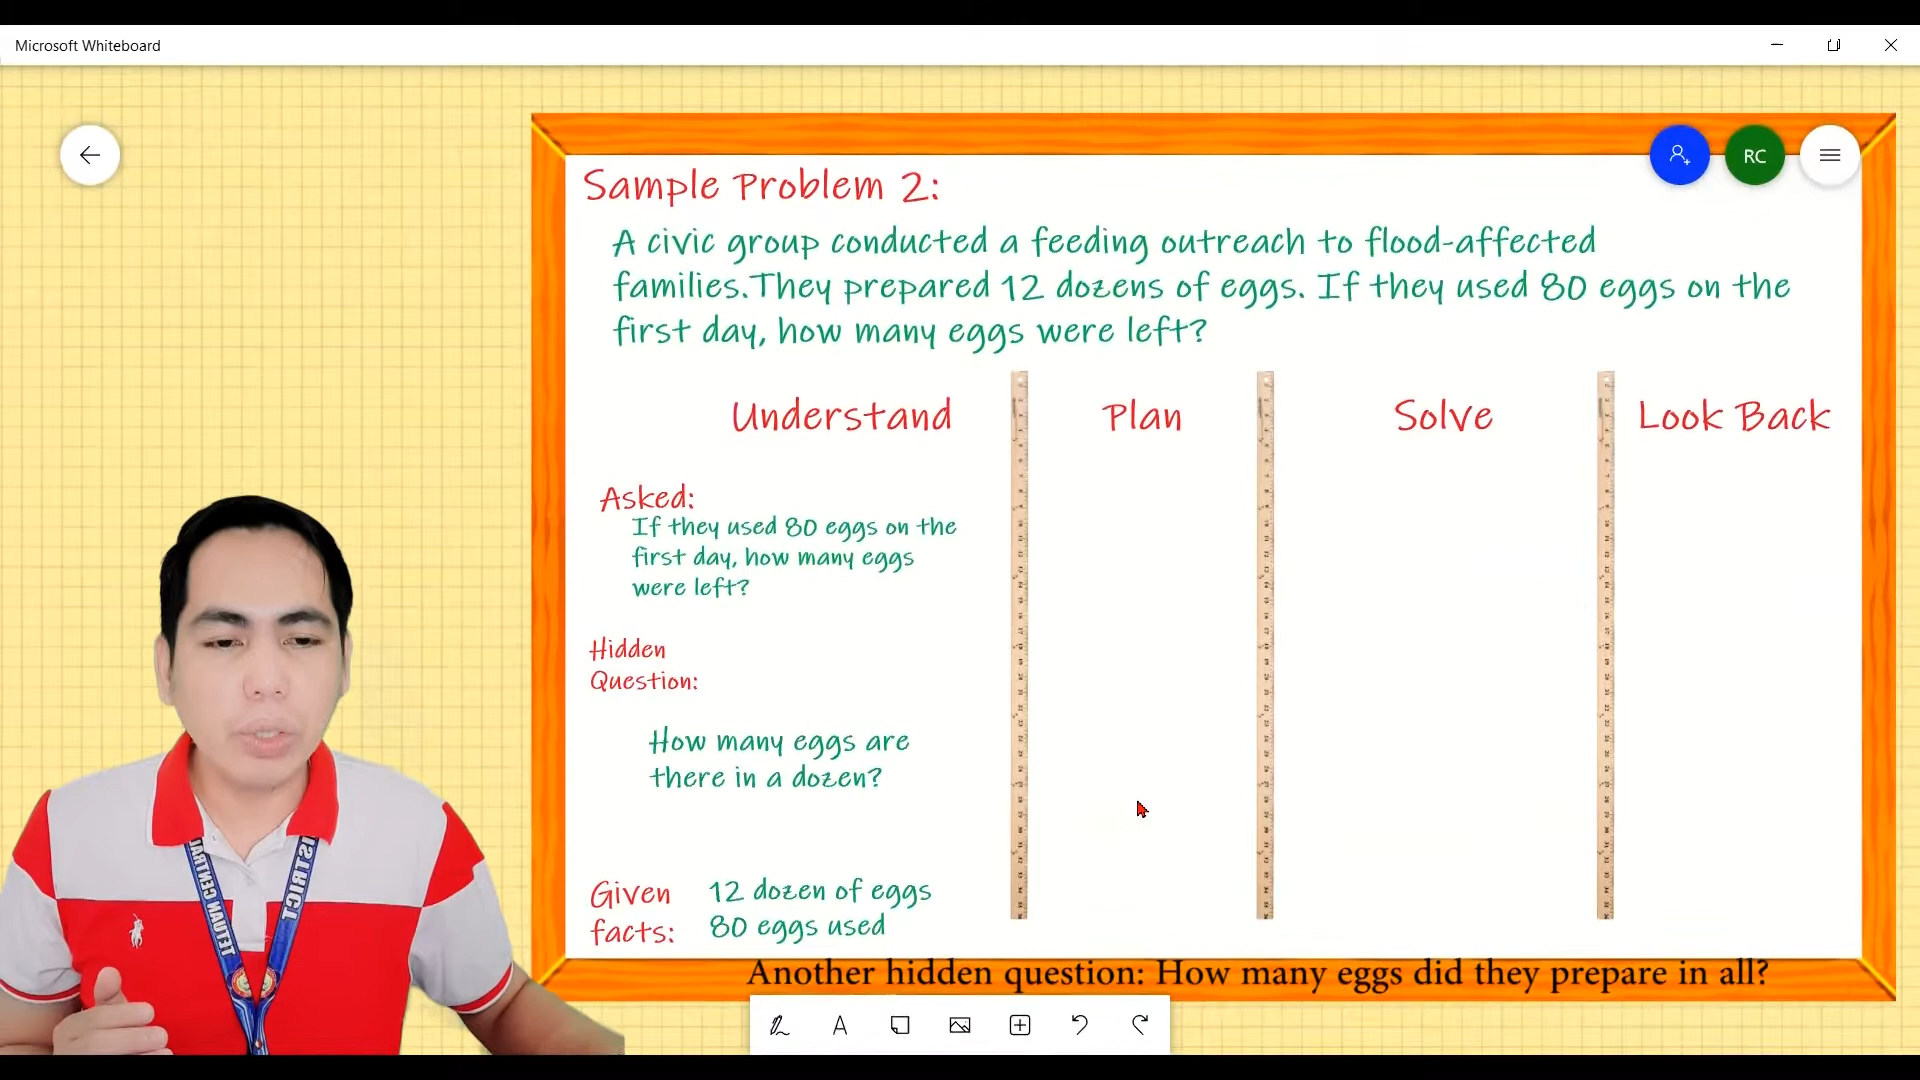 Microsoft Whiteboard
RC
Sample Problem 2:
A civic group conducted a feeding outreach to flood-affected
families.They prepared 12 dozens of eggs. If they used 80 eggs on the
first day, how many eggs were left?
Understand
Plan
Solve
Look Back
Asked:
If they used 80 eggs on the
first day, how many eggs
were left?
Hidden
Question:
How many eggs are
there in a dozen?
Given
facts:
12 dozen of eggs
80 eggs used
Another hidden question: How many eggs did they prepare in all?
TETUAN CENTRAL